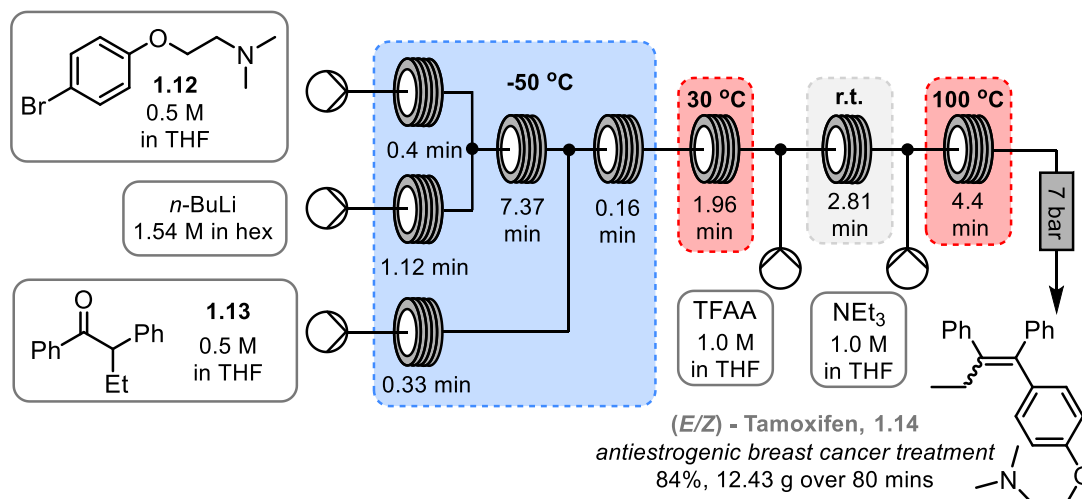 O
N
Br
1.12
0.5 M
in THF
n-BuLi
1.54 M in hex
O
Ph
Ph
Et
1.13
0.5 M
in THF
-50 °C
0.4 min
1.12 min
0.33 min
7.37
min
0.16
min
30 °C
1.96
min
r.t.
2.81
min
100 °C
4.4
min
7 bar
TFAA
1.0 M
in THF
NEt3
1.0 M
in THF
Ph
Ph
O
N
(E/Z) - Tamoxifen, 1.14
antiestrogenic breast cancer treatment
84%, 12.43 g over 80 mins